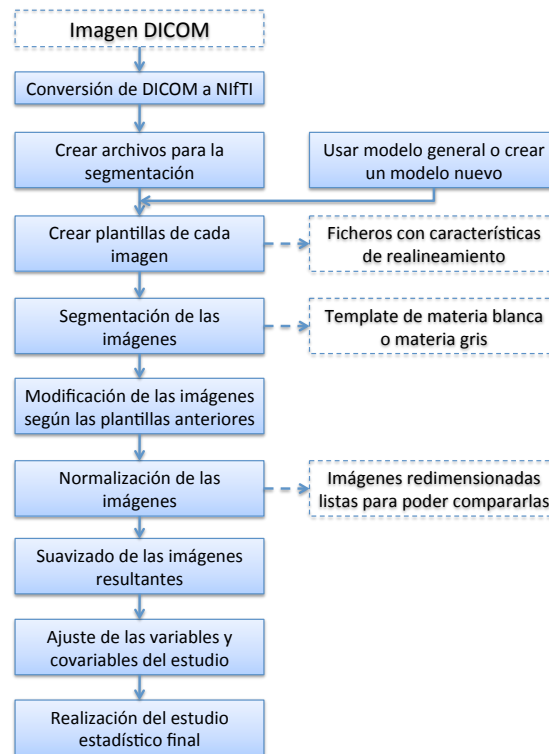 Imagen DICOM
Conversión de DICOM a NIfTI
Crear archivos para la
segmentación
Usar modelo general o crear
un modelo nuevo
Crear plantillas de cada
imagen
Ficheros con características
de realineamiento
Segmentación de las
imágenes
Template de materia blanca
o materia gris
Modificación de las imágenes
según las plantillas anteriores
Normalización de las
imágenes
Imágenes redimensionadas
listas para poder compararlas
Suavizado de las imágenes
resultantes
Ajuste de las variables y
covariables del estudio
Realización del estudio
estadístico final